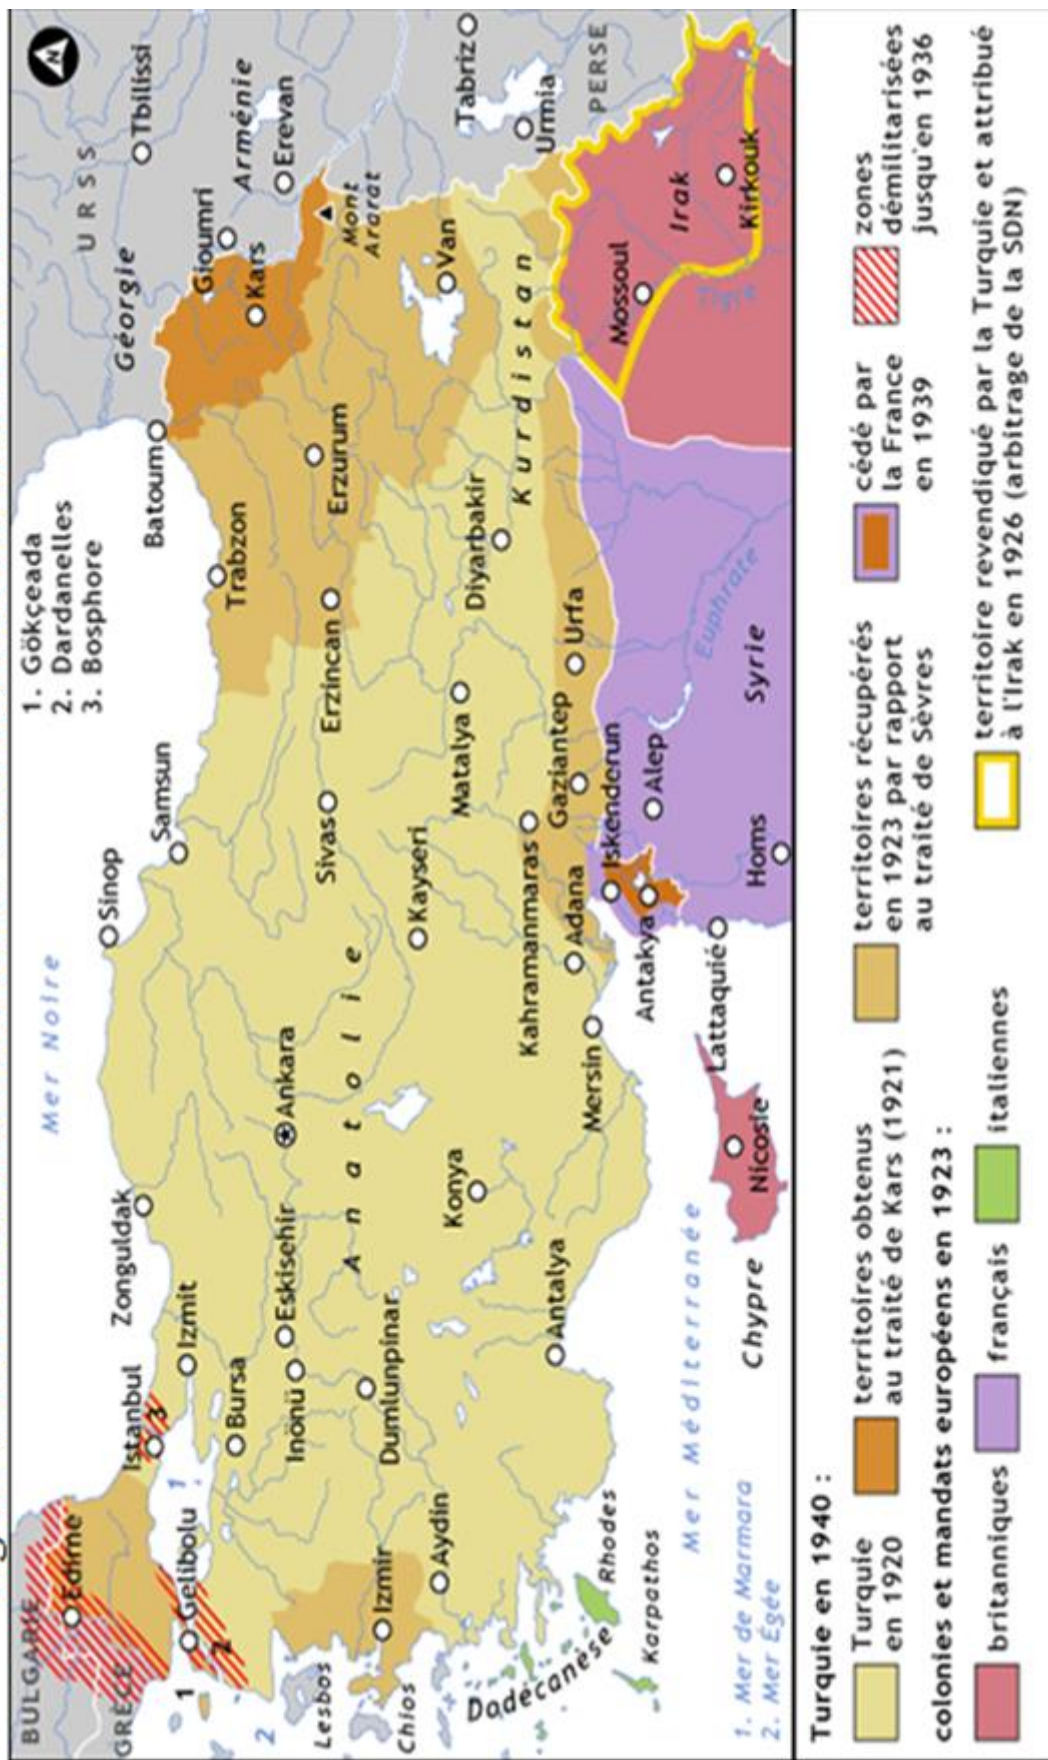 N
BULGARIE
GRÈCE
Edirne
Gelibolu
1
2
Istanbul
3
1
2
Lesbos
Chios
Izmir
Aydin
Dodécanèse
Rhodes
Karpathos
Mer Noire
Zonguldak
Izmit
Bursa
Eskisehir
Inönü
Dumlunpinar
Ankara
Anatolie
Konya
Antalya
Sinop
Samsun
Sivas
Kayseri
Matalya
Kahramanmaras
Adana
Mersin
Gaziantep
Iskenderun
Antakya
1. Gökçeada
2. Dardanelles
3. Bosphore
Batoum
Trabzon
Erzincan
Erzurum
Diyarbakir
Urfa
Kurdistan
Van
Mont
Ararat
Kars
Gioumri
Géorgie
URSS
Tbilissi
Arménie
Erevan
Tabriz
Urmia
PERSE
Irak
Mossoul
Kirkouk
Tigre
Euphrate
Syrie
Alep
Homs
Lattaquié
Nicosie
Chypre
Mer Méditerranée
1. Mer de Marmara
2. Mer Égée
Turquie en 1940 :
Turquie
en 1920
territoires obtenus
au traité de Kars (1921)
territoires récupérés
en 1923 par rapport
au traité de Sèvres
cédé par
la France
en 1939
zones
démilitarisées
jusqu'en 1936
colonies et mandats européens en 1923 :
britanniques
français
italiennes
territoire revendiqué par la Turquie et attribué
à l'Irak en 1926 (arbitrage de la SDN)